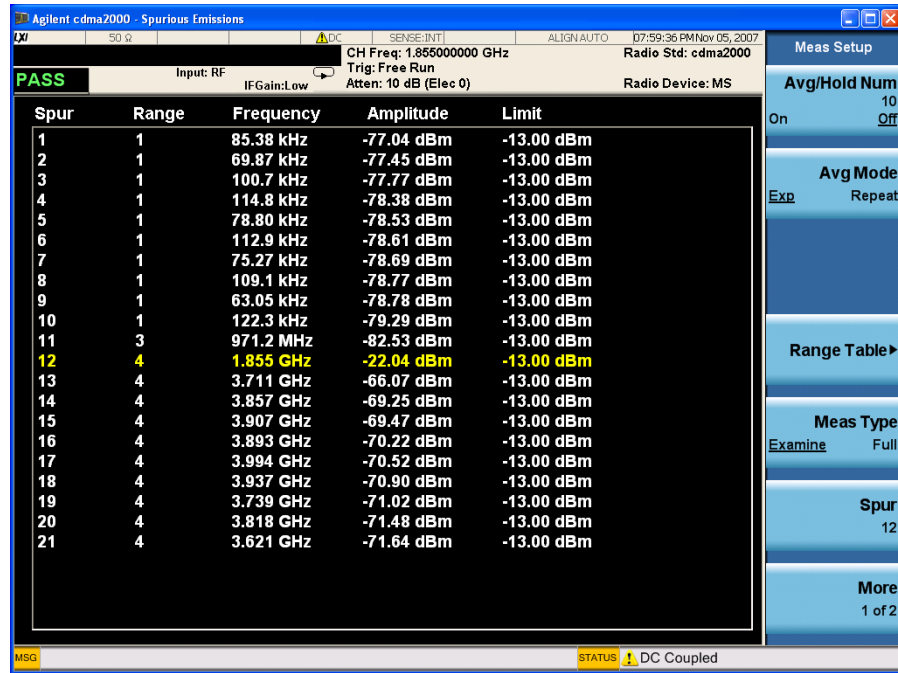 Agilent cdma2000 - Spurious Emissions
LXI 50 Ω DC SENSE:INT ALIGN AUTO 07:59:36 PM Nov 05, 2007
CH Freq: 1.855000000 GHz Radio Std: cdma2000
PASS Input: RF Trig: Free Run
IFGain:Low Atten: 10 dB (Elec 0) Radio Device: MS
Spur Range Frequency Amplitude Limit
1 1 85.38 kHz -77.04 dBm -13.00 dBm
2 1 69.87 kHz -77.45 dBm -13.00 dBm
3 1 100.7 kHz -77.77 dBm -13.00 dBm
4 1 114.8 kHz -78.38 dBm -13.00 dBm
5 1 78.80 kHz -78.53 dBm -13.00 dBm
6 1 112.9 kHz -78.61 dBm -13.00 dBm
7 1 75.27 kHz -78.69 dBm -13.00 dBm
8 1 109.1 kHz -78.77 dBm -13.00 dBm
9 1 63.05 kHz -78.78 dBm -13.00 dBm
10 1 122.3 kHz -79.29 dBm -13.00 dBm
11 3 971.2 MHz -82.53 dBm -13.00 dBm
12 4 1.855 GHz -22.04 dBm -13.00 dBm
13 4 3.711 GHz -66.07 dBm -13.00 dBm
14 4 3.857 GHz -69.25 dBm -13.00 dBm
15 4 3.907 GHz -69.47 dBm -13.00 dBm
16 4 3.893 GHz -70.22 dBm -13.00 dBm
17 4 3.994 GHz -70.52 dBm -13.00 dBm
18 4 3.937 GHz -70.90 dBm -13.00 dBm
19 4 3.739 GHz -71.02 dBm -13.00 dBm
20 4 3.818 GHz -71.48 dBm -13.00 dBm
21 4 3.621 GHz -71.64 dBm -13.00 dBm
Meas Setup
Avg/Hold Num
10
On Off
Avg Mode
Exp Repeat
Range Table
Meas Type
Examine Full
Spur
12
More
1 of 2
MSG STATUS DC Coupled